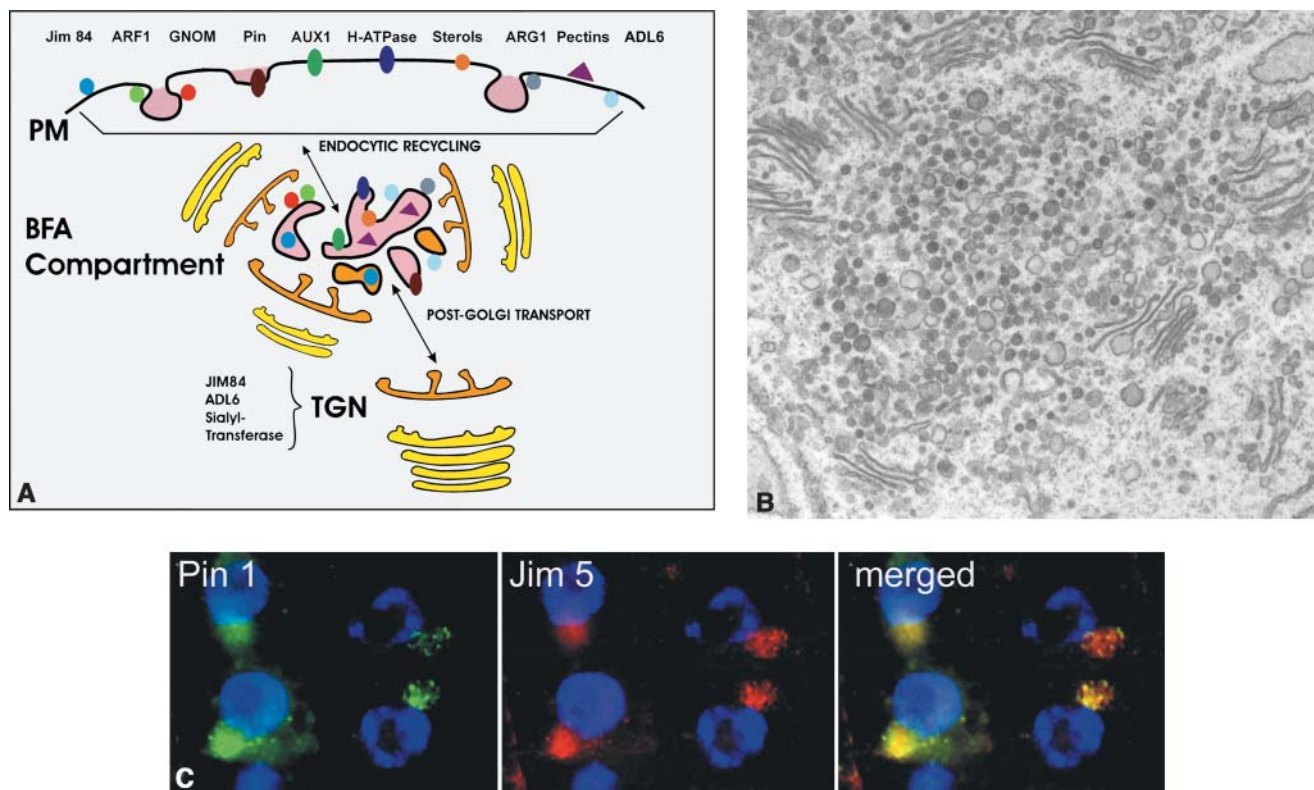 Jim 84 ARF1 GNOM Pin AUX1 H-ATPase Sterols ARG1 Pectins ADL6
PM
ENDOCYTIC RECYCLING
BFA
Compartment
POST-GOLGI TRANSPORT
JIM84
ADL6
Sialyl-
Transferase
TGN
A
B
Pin 1
Jim 5
merged
C